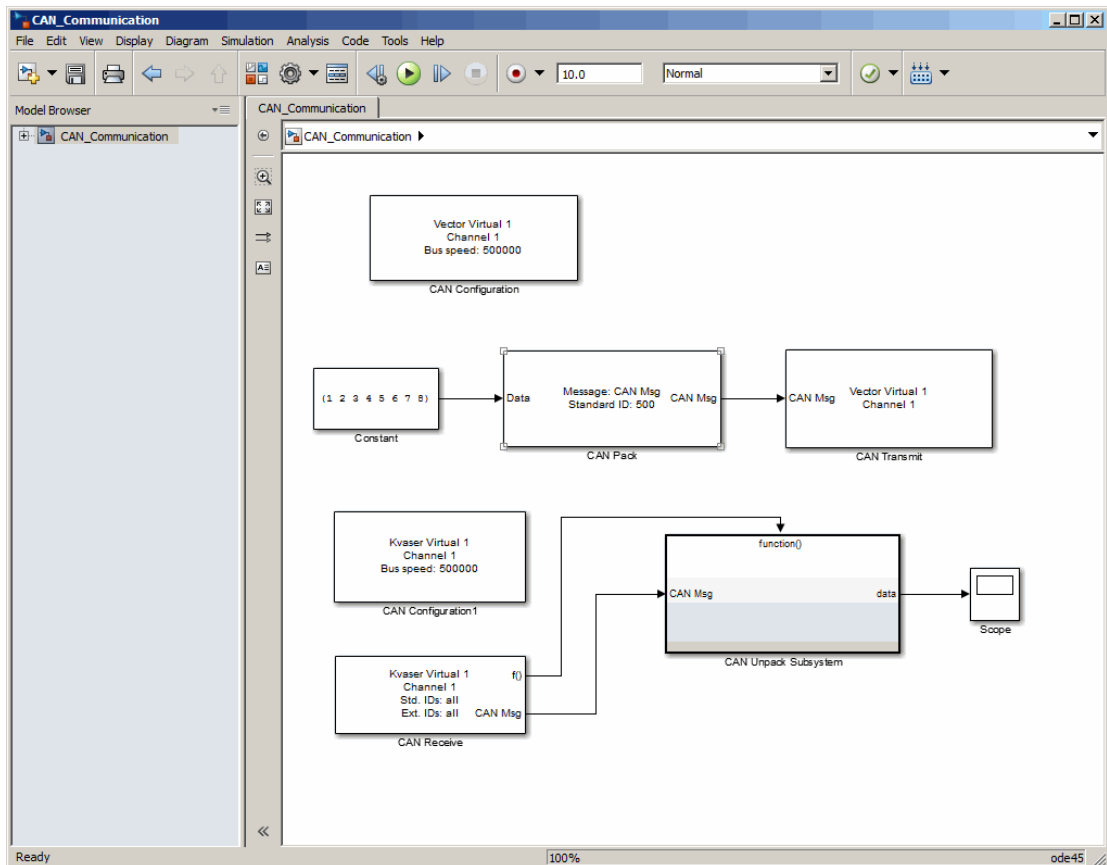 CAN_Communication
File Edit View Display Diagram Simulation Analysis Code Tools Help
10.0 Normal
Model Browser
CAN_Communication
CAN_Communication
CAN_Communication
Vector Virtual 1
Channel 1
Bus speed: 500000
CAN Configuration
(1 2 3 4 5 6 7 8)
Constant
Data
Message: CAN Msg
Standard ID: 500
CAN Msg
CAN Pack
CAN Msg
Vector Virtual 1
Channel 1
CAN Transmit
Kvaser Virtual 1
Channel 1
Bus speed: 500000
CAN Configuration1
function()
CAN Msg
data
CAN Unpack Subsystem
Scope
Kvaser Virtual 1
Channel 1
Std. IDs: all
Ext. IDs: all
f()
CAN Msg
CAN Receive
Ready 100% ode45